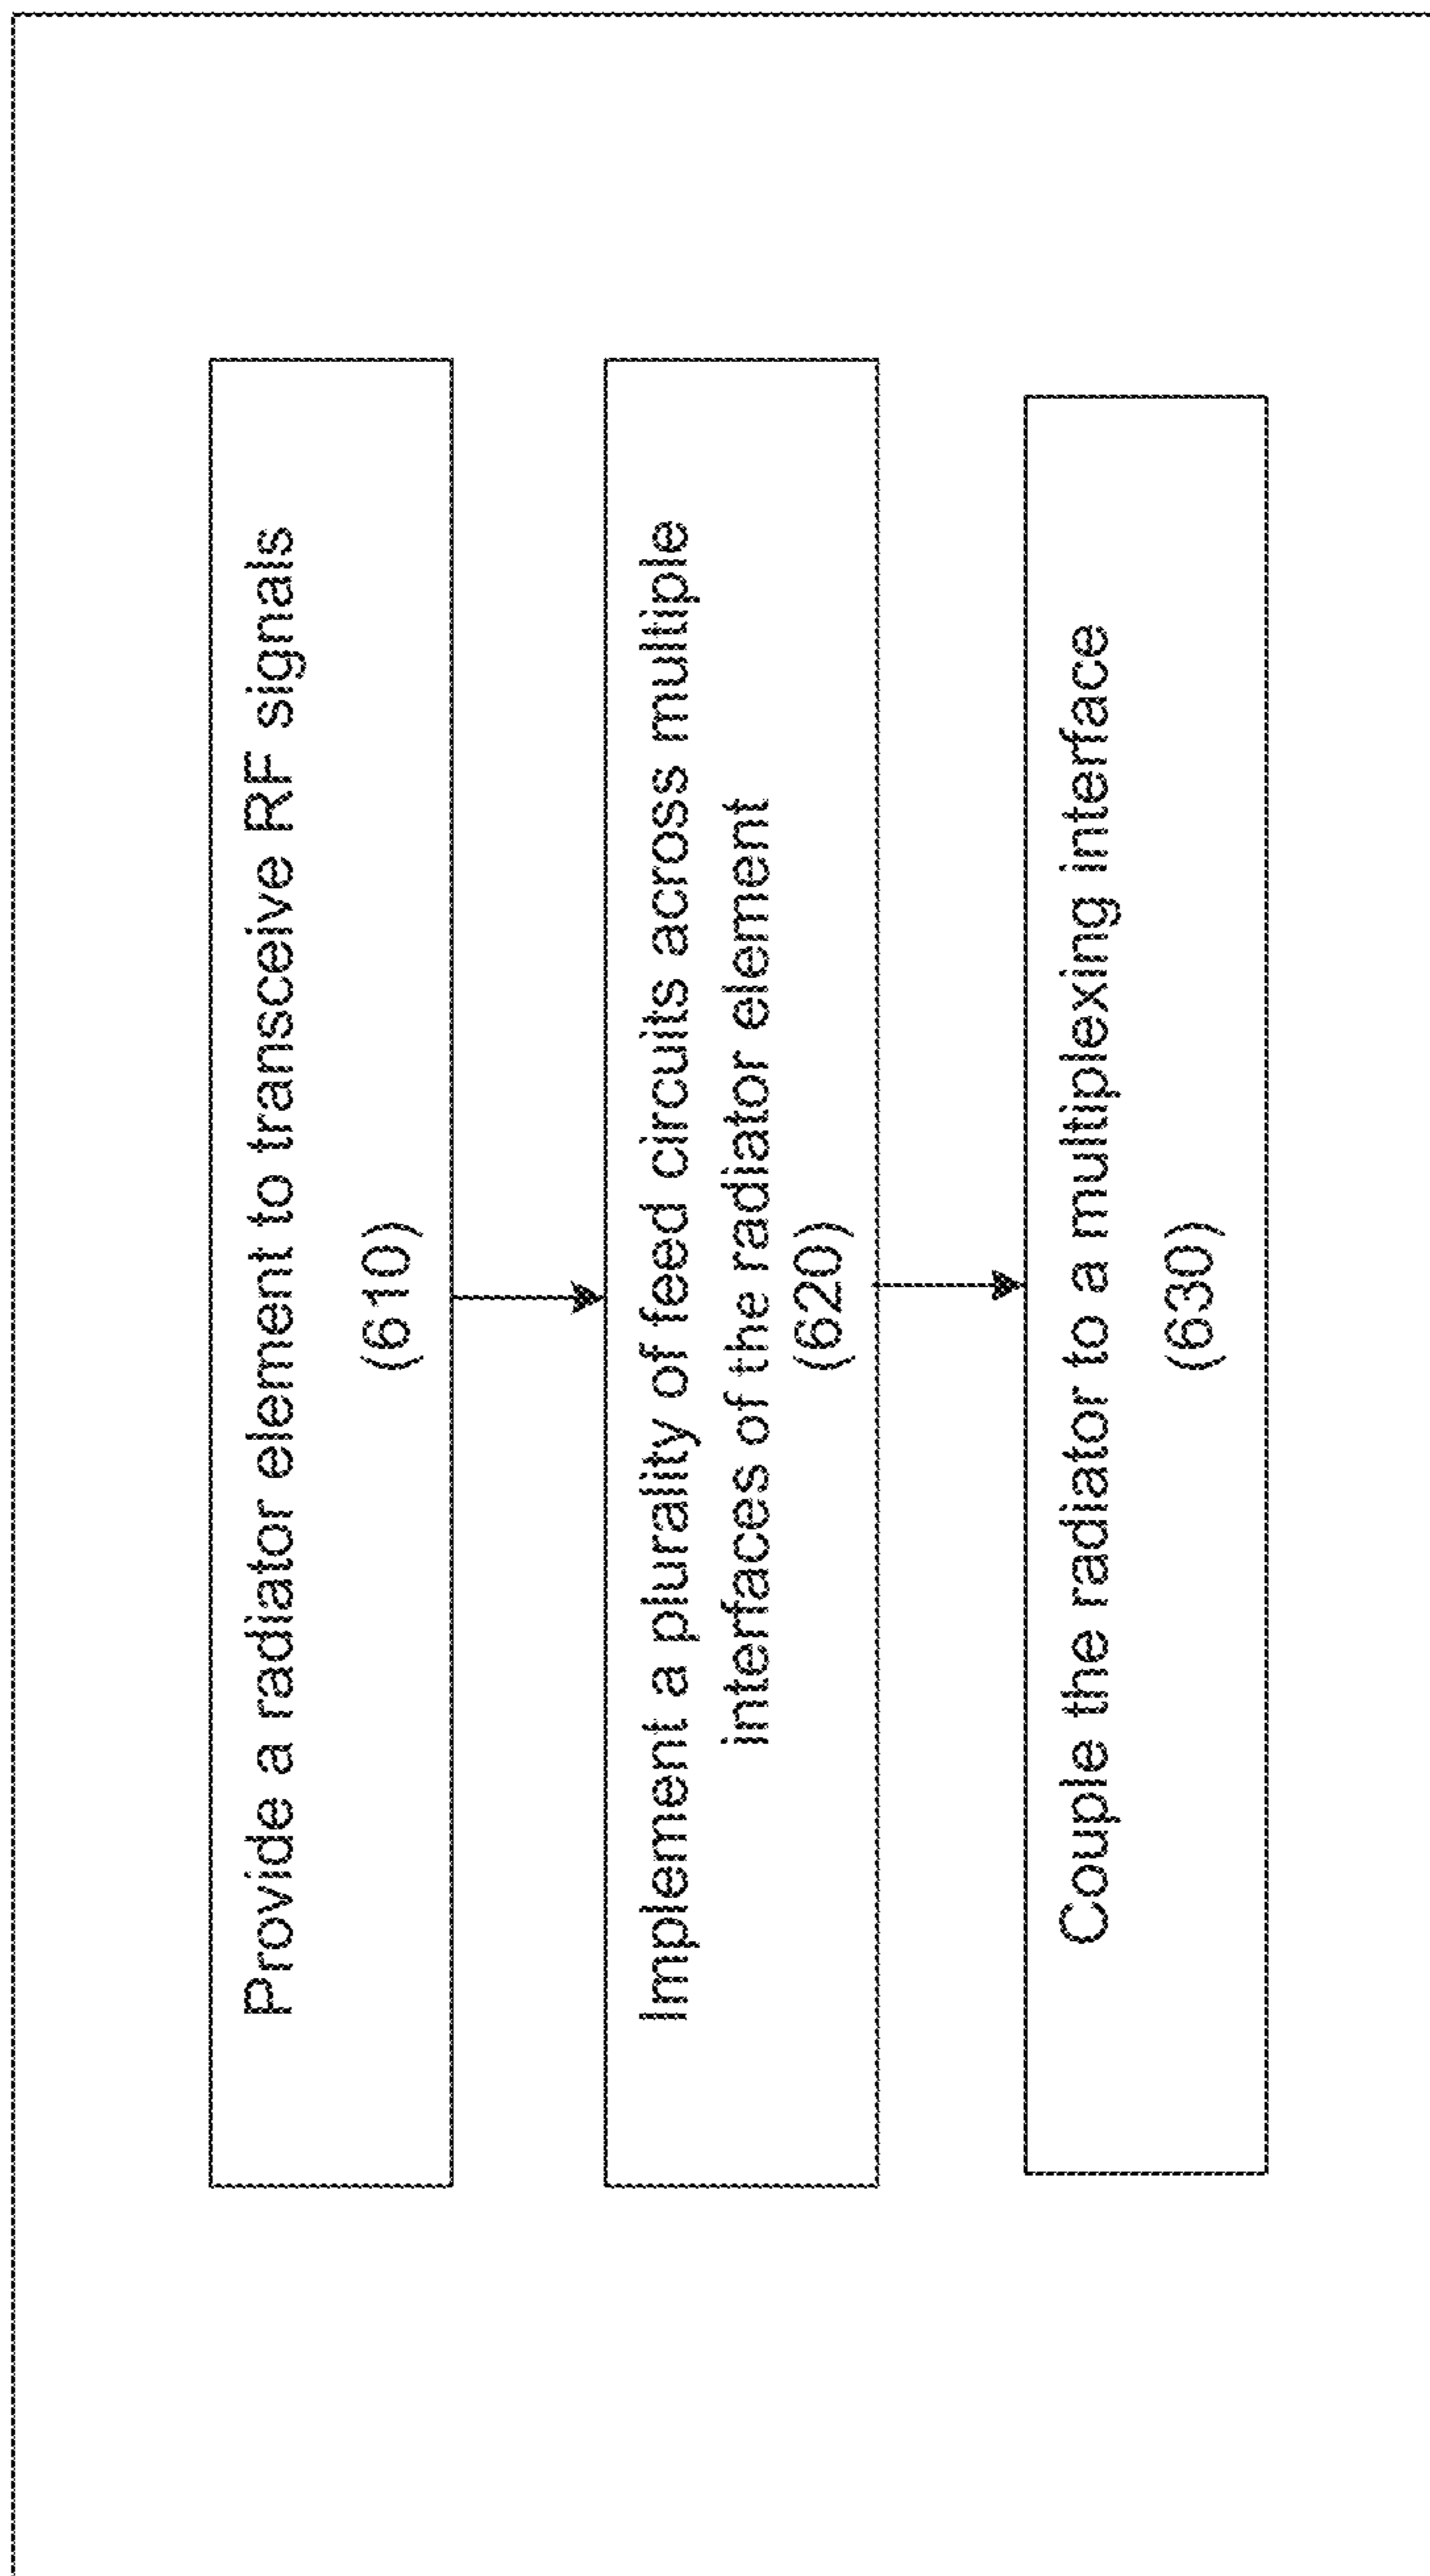 Provide a radiator element to transceive RF signals
(610)
Implement a plurality of feed circuits across multiple
interfaces of the radiator element
(620)
Couple the radiator to a multiplexing interface
(630)